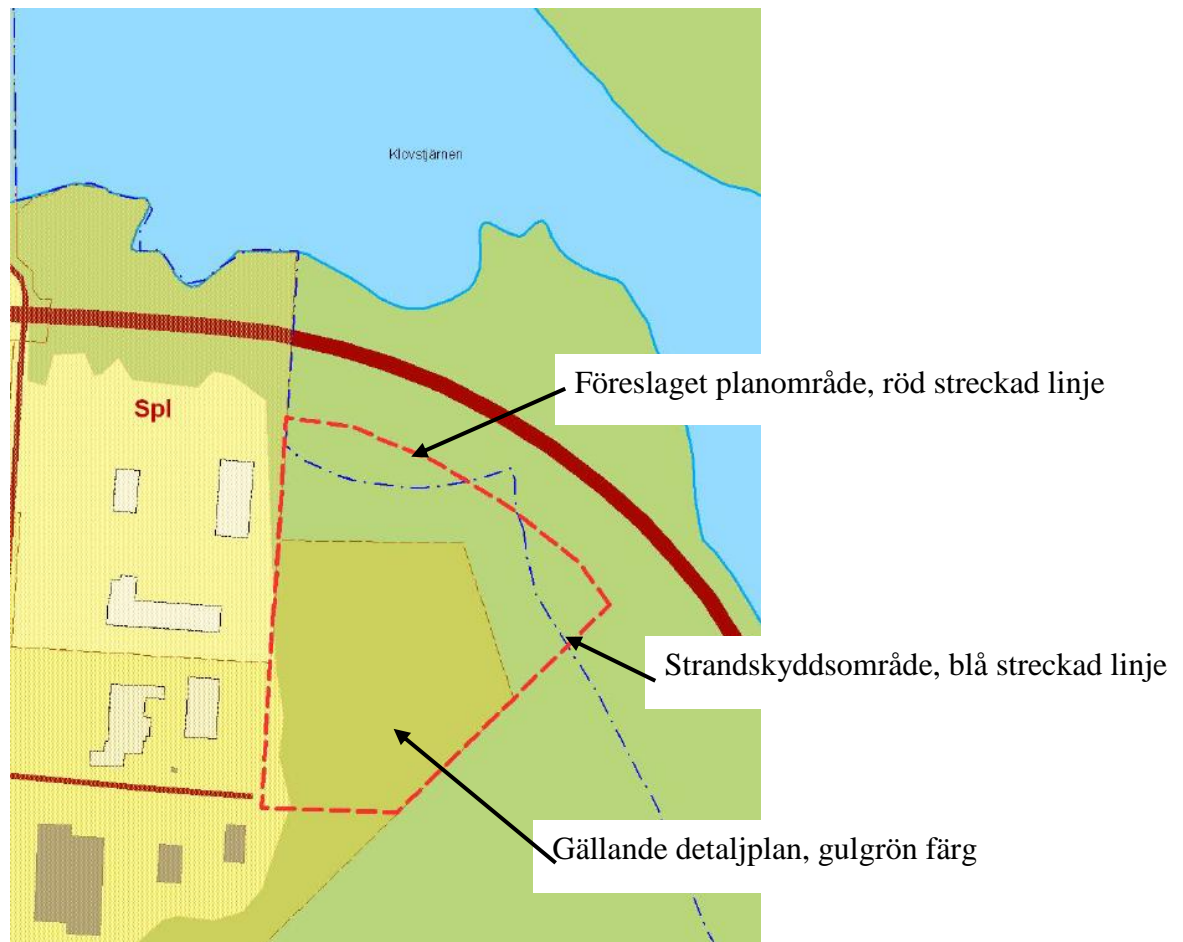 Klovstjärnen
Föreslaget planområde, röd streckad linje
Spl
Strandskyddsområde, blå streckad linje
Gällande detaljplan, gulgrön färg